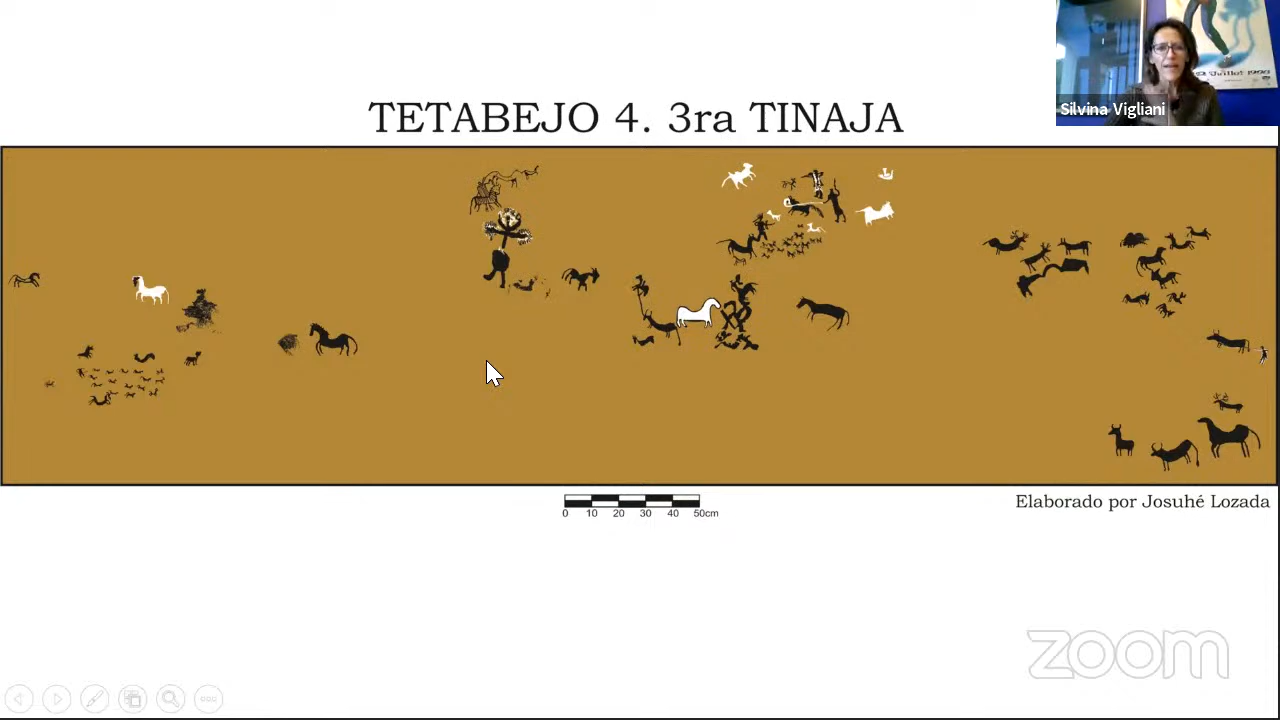 Silvina Vigliani
TETABEJO 4. 3ra TINAJA
0 10 20 30 40 50cm
Elaborado por Josuhé Lozada
zoom